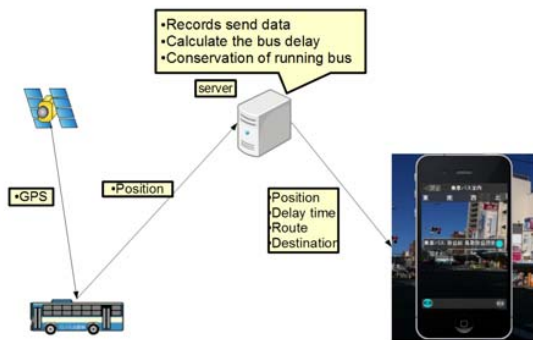 •Records send data
•Calculate the bus delay
•Conservation of running bus
server
•GPS
•Position
•Position
•Delay time
•Route
•Destination